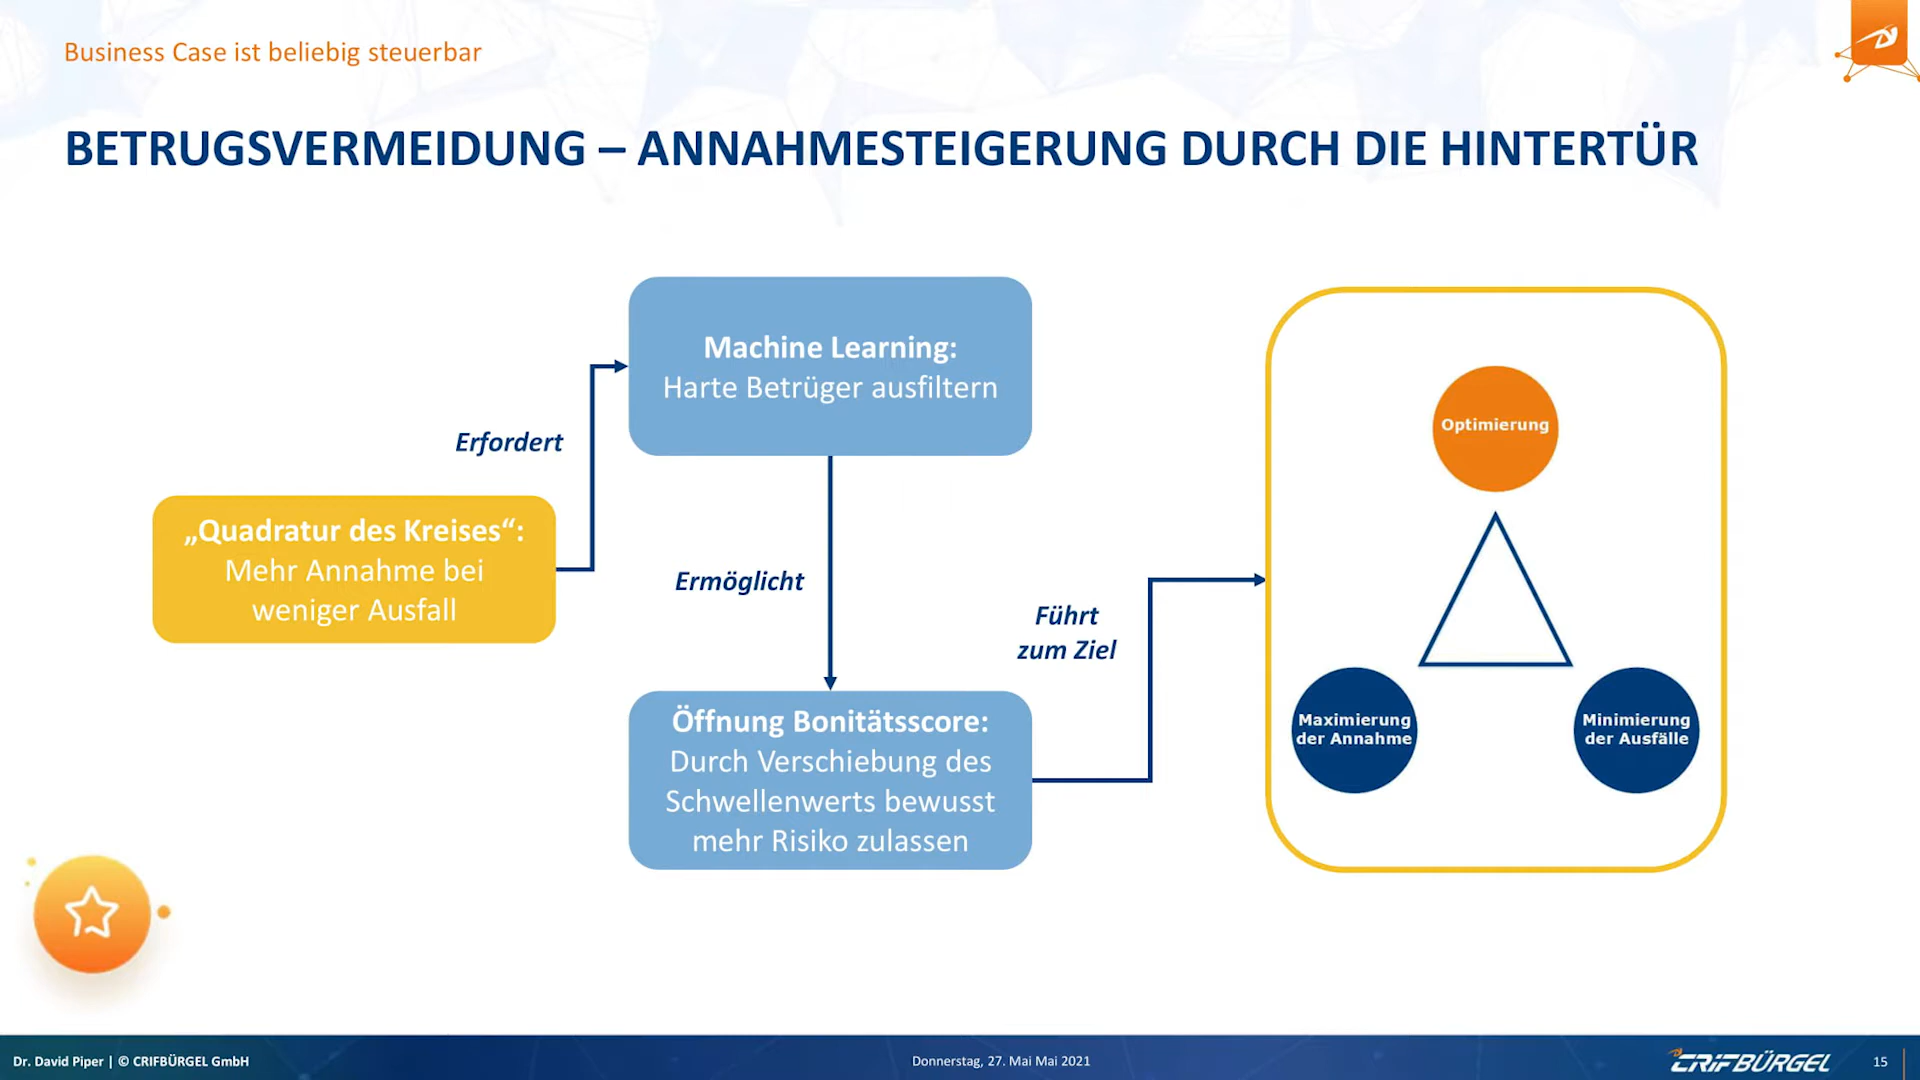 Business Case ist beliebig steuerbar
BETRUGSVERMEIDUNG – ANNAHMESTEIGERUNG DURCH DIE HINTERTÜR
Machine Learning:
Harte Betrüger ausfiltern
Erfordert
„Quadratur des Kreises“:
Mehr Annahme bei
weniger Ausfall
Ermöglicht
Öffnung Bonitätsscore:
Durch Verschiebung des
Schwellenwerts bewusst
mehr Risiko zulassen
Führt
zum Ziel
Optimierung
Maximierung
der Annahme
Minimierung
der Ausfälle
Dr. David Piper | © CRIFBÜRGEL GmbH
Donnerstag, 27. Mai Mai 2021
CRIFBÜRGEL
15